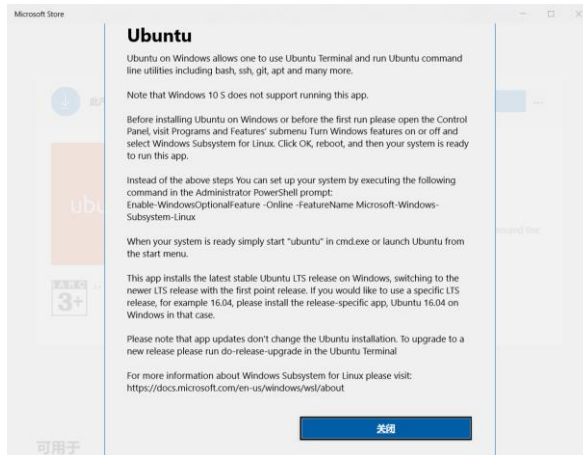 Microsoft Store
Ubuntu
Ubuntu on Windows allows one to use Ubuntu Terminal and run Ubuntu command
line utilities including bash, ssh, git, apt and many more.
Note that Windows 10 S does not support running this app.
Before installing Ubuntu on Windows or before the first run please open the Control
Panel, visit Programs and Features' submenu Turn Windows features on or off and
select Windows Subsystem for Linux. Click OK, reboot, and then your system is ready
to run this app.
Instead of the above steps You can set up your system by executing the following
command in the Administrator PowerShell prompt:
Enable-WindowsOptionalFeature -Online -FeatureName Microsoft-Windows-
Subsystem-Linux
When your system is ready simply start "ubuntu" in cmd.exe or launch Ubuntu from
the start menu.
This app installs the latest stable Ubuntu LTS release on Windows, switching to the
newer LTS release with the first point release. If you would like to use a specific LTS
release, for example 16.04, please install the release-specific app, Ubuntu 16.04 on
Windows in that case.
Please note that app updates don't change the Ubuntu installation. To upgrade to a
new release please run do-release-upgrade in the Ubuntu Terminal
For more information about Windows Subsystem for Linux please visit:
https://docs.microsoft.com/en-us/windows/wsl/about
关闭
ubu
IARC
3+
可用于